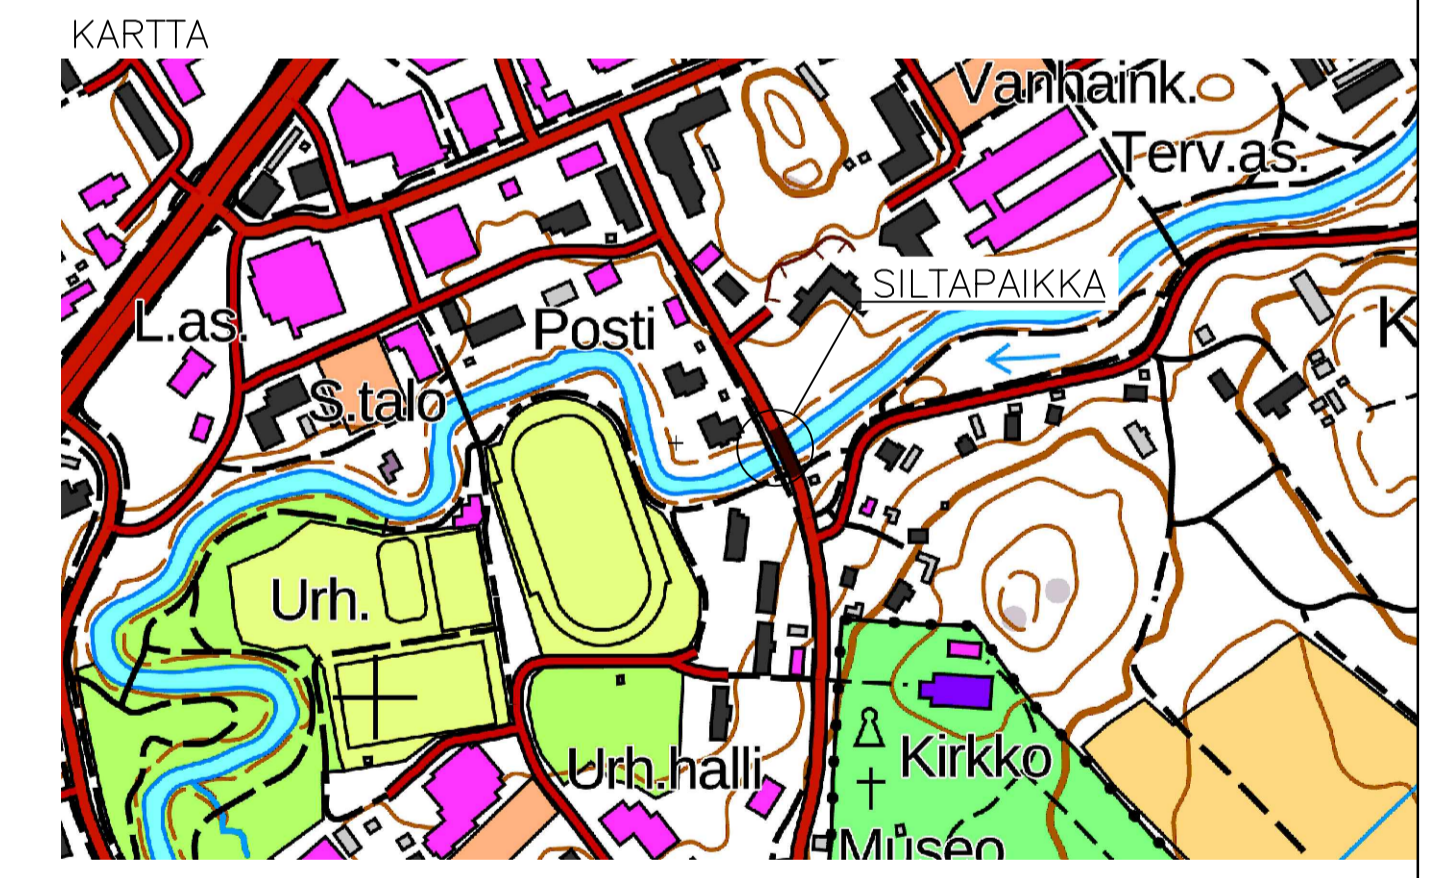 KARTTA
Vanhaink.
Terv.as.
SILTAPAIKKA
L.as.
Posti
K
S.talo
Urh.
Urh.halli
Kirkko
Museo